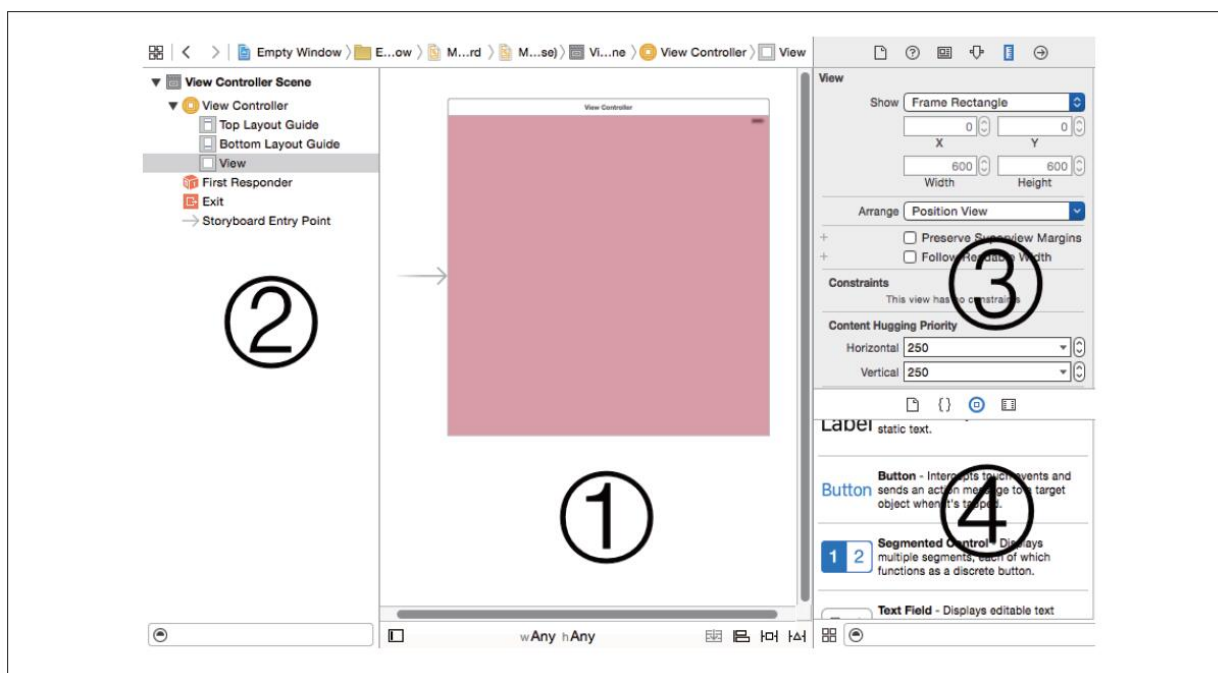 Empty Window 〉 E...ow 〉 M...rd 〉 M...se) 〉 Vi...ne 〉 View Controller 〉 View
View Controller Scene
View Controller
Top Layout Guide
Bottom Layout Guide
View
First Responder
Exit
Storyboard Entry Point
②
View Controller
①
wAny hAny
View
Show Frame Rectangle
0 0
X Y
600 600
Width Height
Arrange Position View
Preserve Superview Margins
Follow Readable Width
Constraints
This view has no constraints
③
Content Hugging Priority
Horizontal 250
Vertical 250
{}
Label
static text.
Button
Button - Intercepts touch events and
sends an action message to a target
object when it's tapped.
④
1 2
Segmented Control - Displays
multiple segments, each of which
functions as a discrete button.
Text Field - Displays editable text